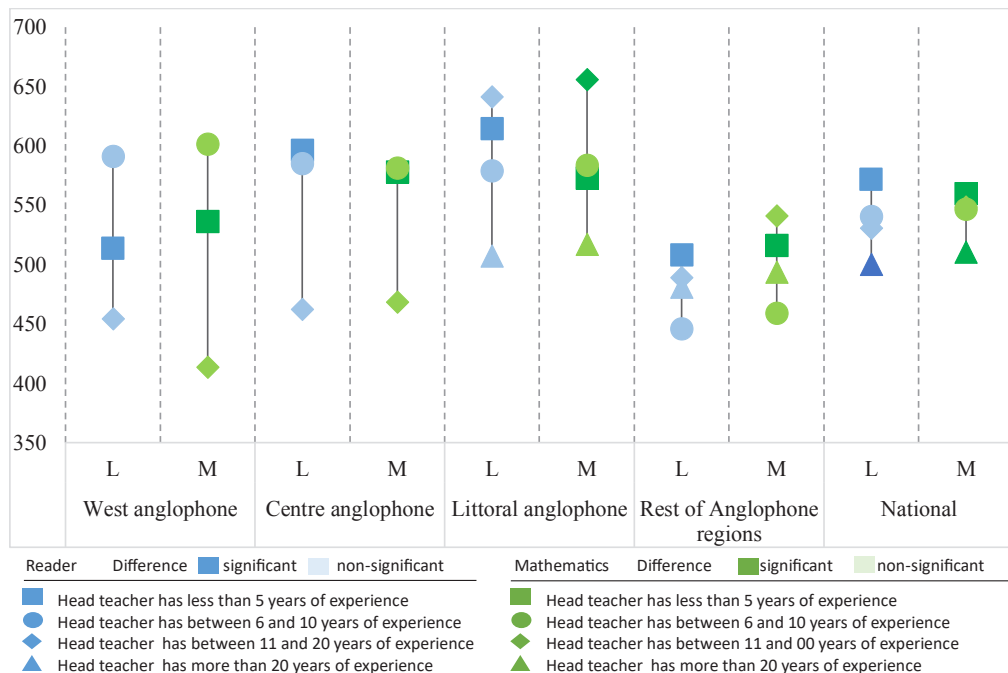 700
650
600
550
500
450
400
350
L M L M L M L M L M
West anglophone Centre anglophone Littoral anglophone Rest of Anglophone regions National
Reader Difference significant non-significant
Head teacher has less than 5 years of experience
Head teacher has between 6 and 10 years of experience
Head teacher has between 11 and 20 years of experience
Head teacher has more than 20 years of experience
Mathematics Difference significant non-significant
Head teacher has less than 5 years of experience
Head teacher has between 6 and 10 years of experience
Head teacher has between 11 and 00 years of experience
Head teacher has more than 20 years of experience